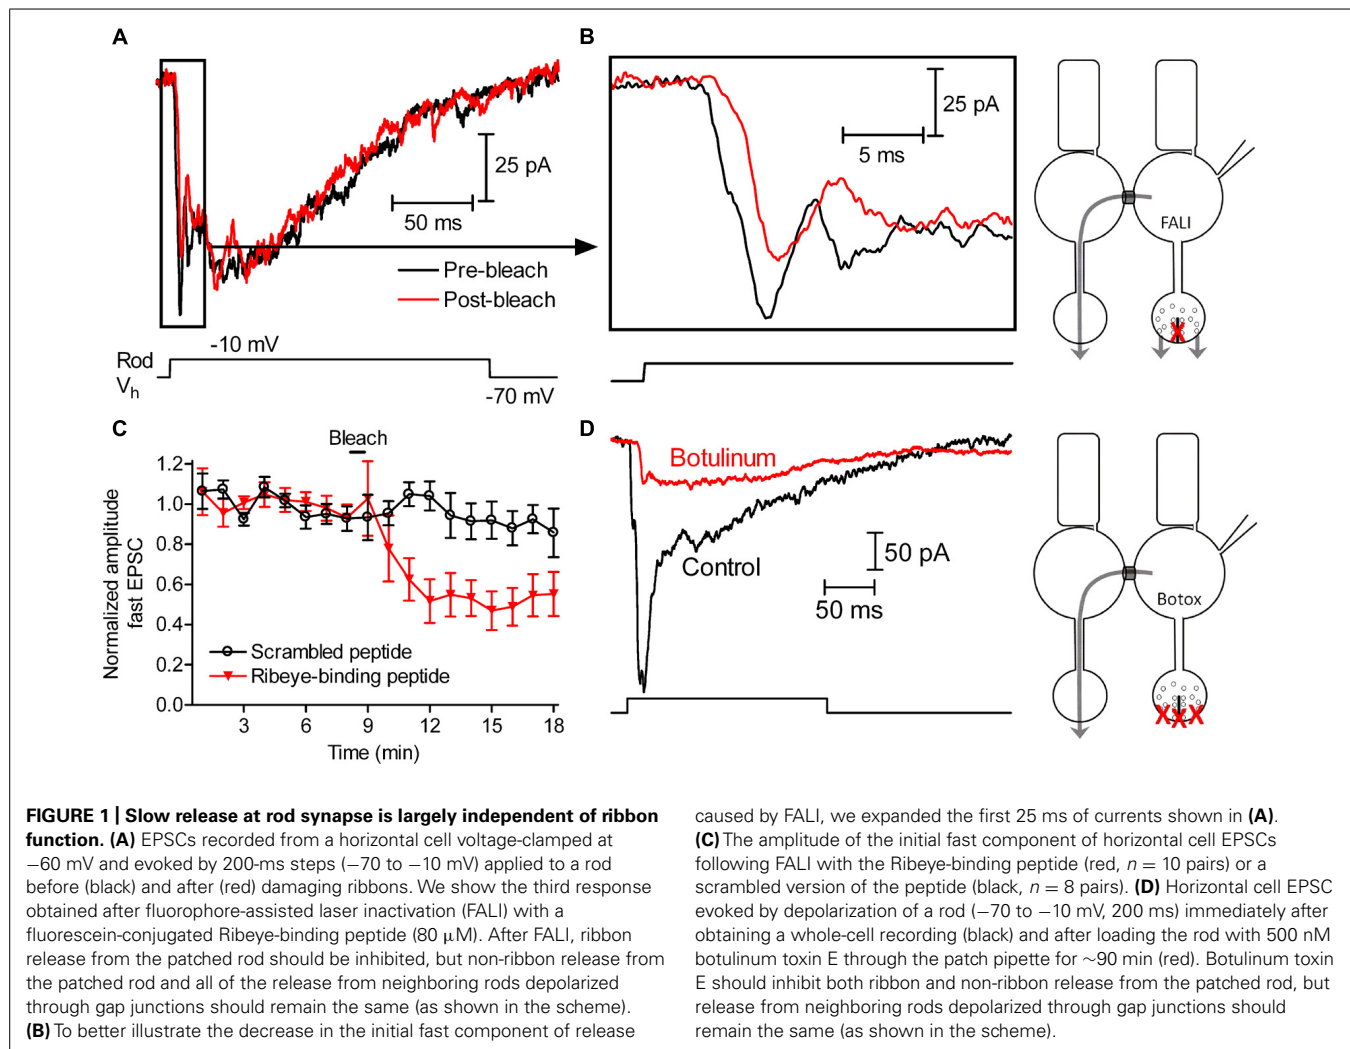 A
25 pA
50 ms
Pre-bleach
Post-bleach
-10 mV
Rod
Vh
-70 mV
B
25 pA
5 ms
FALI
C
Bleach
Normalized amplitude
fast EPSC
1.2
1.0
0.8
0.6
0.4
0.2
0.0
Scrambled peptide
Ribeye-binding peptide
3 6 9 12 15 18
Time (min)
D
Botulinum
Control
50 pA
50 ms
Botox
FIGURE 1 | Slow release at rod synapse is largely independent of ribbon
function. (A) EPSCs recorded from a horizontal cell voltage-clamped at
−60 mV and evoked by 200-ms steps (−70 to −10 mV) applied to a rod
before (black) and after (red) damaging ribbons. We show the third response
obtained after fluorophore-assisted laser inactivation (FALI) with a
fluorescein-conjugated Ribeye-binding peptide (80 μM). After FALI, ribbon
release from the patched rod should be inhibited, but non-ribbon release from
the patched rod and all of the release from neighboring rods depolarized
through gap junctions should remain the same (as shown in the scheme).
(B) To better illustrate the decrease in the initial fast component of release
caused by FALI, we expanded the first 25 ms of currents shown in (A).
(C) The amplitude of the initial fast component of horizontal cell EPSCs
following FALI with the Ribeye-binding peptide (red, n = 10 pairs) or a
scrambled version of the peptide (black, n = 8 pairs). (D) Horizontal cell EPSC
evoked by depolarization of a rod (−70 to −10 mV, 200 ms) immediately after
obtaining a whole-cell recording (black) and after loading the rod with 500 nM
botulinum toxin E through the patch pipette for ∼90 min (red). Botulinum toxin
E should inhibit both ribbon and non-ribbon release from the patched rod, but
release from neighboring rods depolarized through gap junctions should
remain the same (as shown in the scheme).